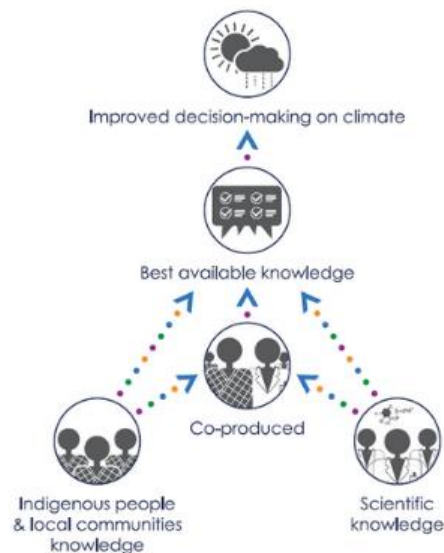 Improved decision-making on climate
Best available knowledge
Co-produced
Indigenous people
& local communities
knowledge
Scientific
knowledge